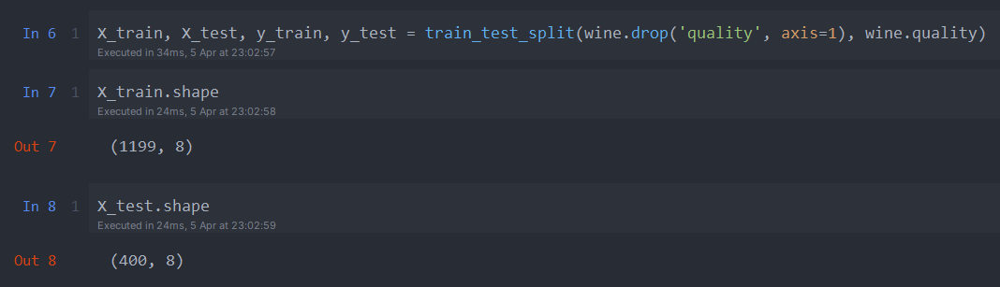 In 6 1 X_train, X_test, y_train, y_test = train_test_split(wine.drop('quality', axis=1), wine.quality)
Executed in 34ms, 5 Apr at 23:02:57
In 7 1 X_train.shape
Executed in 24ms, 5 Apr at 23:02:58
Out 7 (1199, 8)
In 8 1 X_test.shape
Executed in 24ms, 5 Apr at 23:02:59
Out 8 (400, 8)